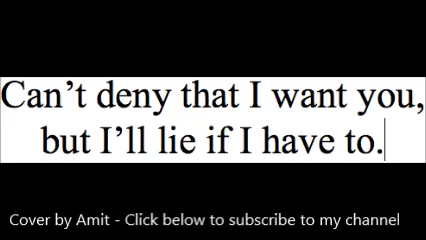 Can’t deny that I want you,
but I’ll lie if I have to.
Cover by Amit - Click below to subscribe to my channel